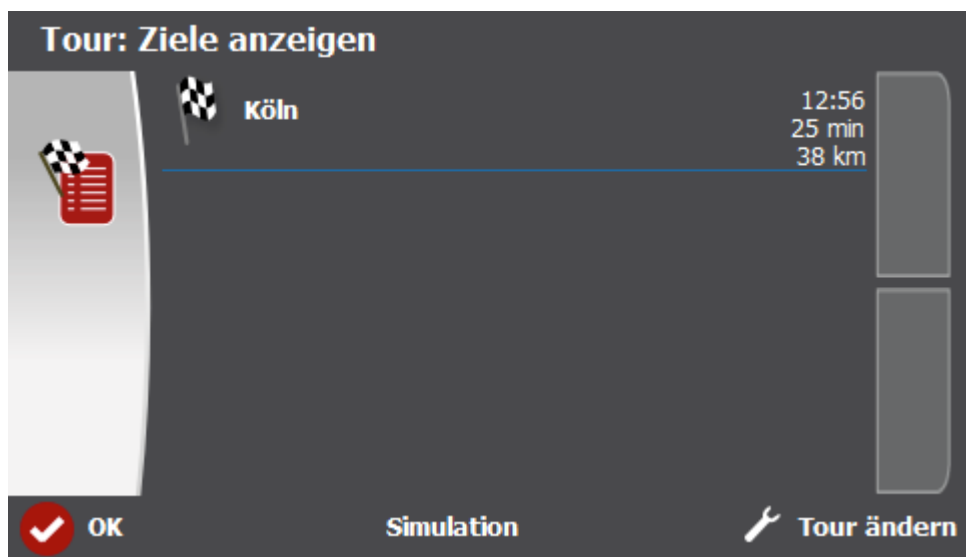 Tour: Ziele anzeigen
Köln
12:56
25 min
38 km
OK
Simulation
Tour ändern